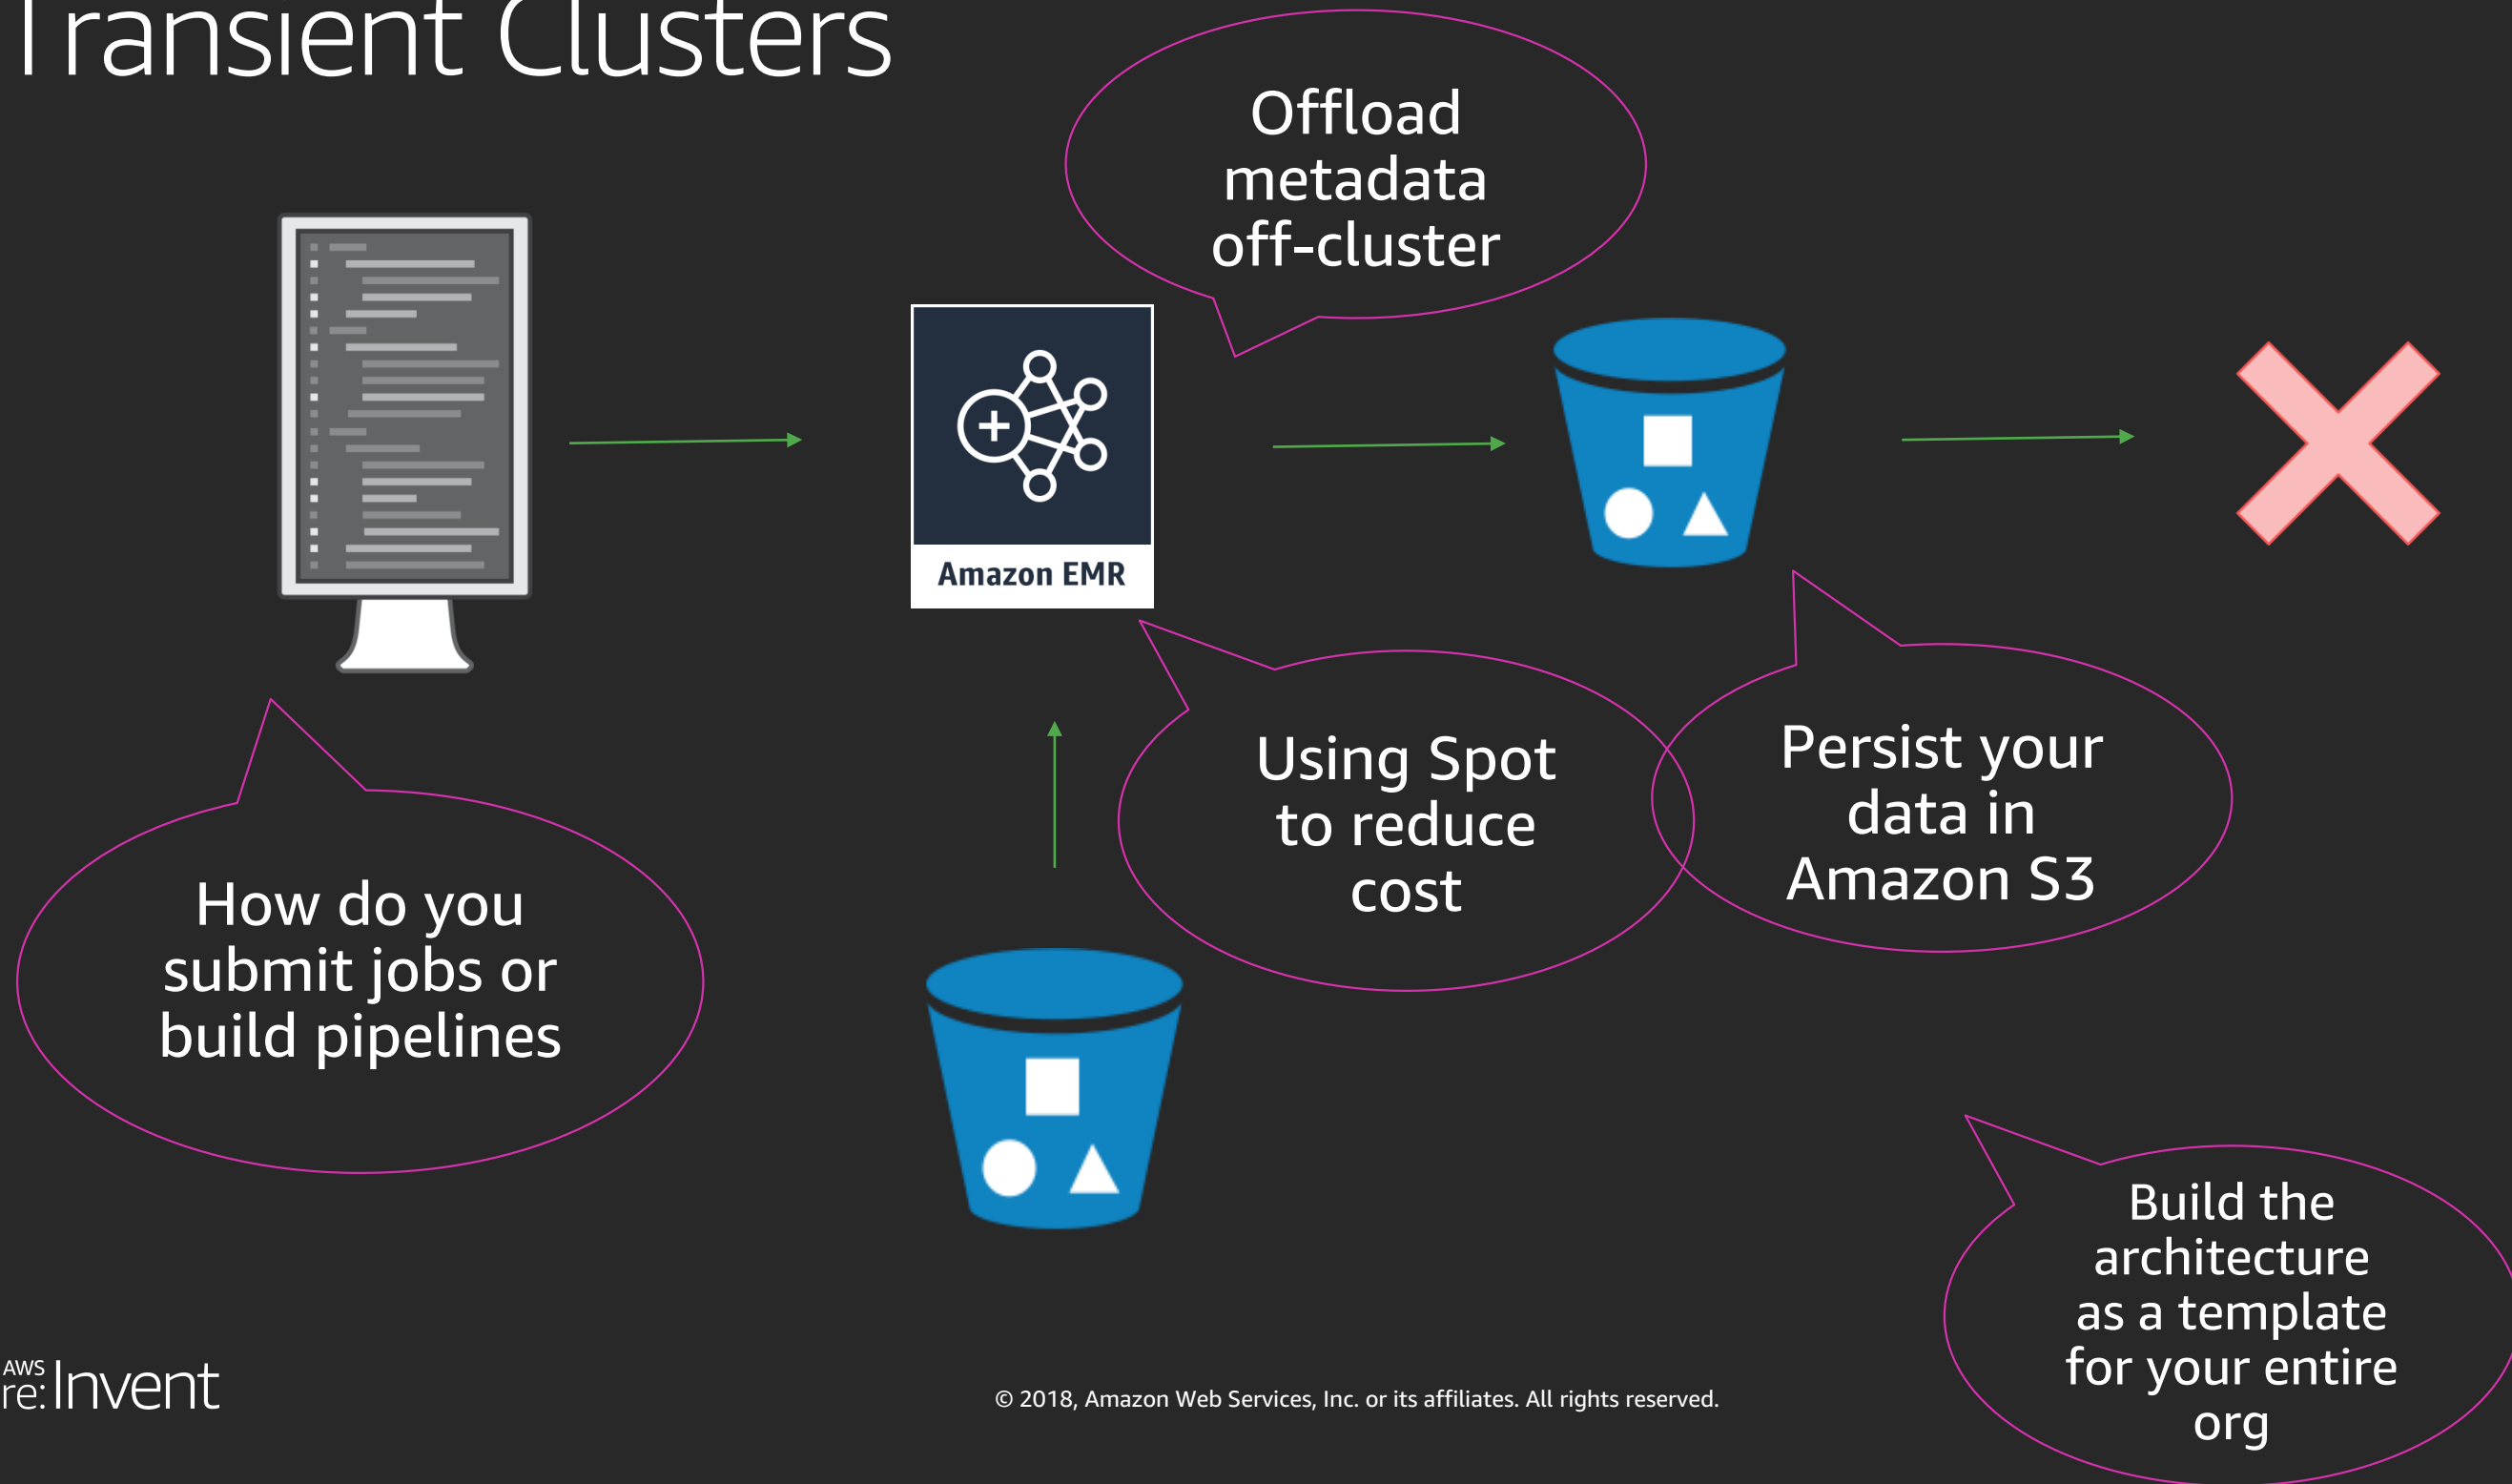 Transient Clusters
Offload
metadata
off-cluster
Amazon EMR
How do you
submit jobs or
build pipelines
Using Spot
to reduce
cost
Persist your
data in
Amazon S3
Build the
architecture
as a template
for your entire
org
AWS
re:Invent
© 2018, Amazon Web Services, Inc. or its affiliates. All rights reserved.